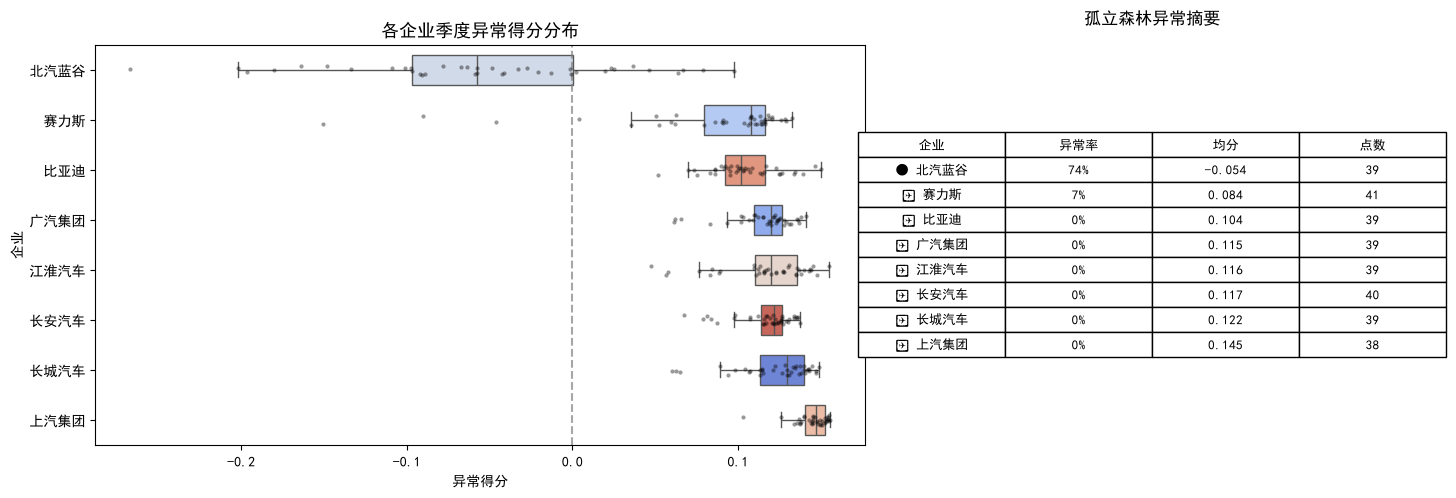 各企业季度异常得分分布
企业
北汽蓝谷
赛力斯
比亚迪
广汽集团
江淮汽车
长安汽车
长城汽车
上汽集团
-0.2 -0.1 0.0 0.1
异常得分
孤立森林异常摘要
企业 异常率 均分 点数
● 北汽蓝谷 74% -0.054 39
赛力斯 7% 0.084 41
比亚迪 0% 0.104 39
广汽集团 0% 0.115 39
江淮汽车 0% 0.116 39
长安汽车 0% 0.117 40
长城汽车 0% 0.122 39
上汽集团 0% 0.145 38